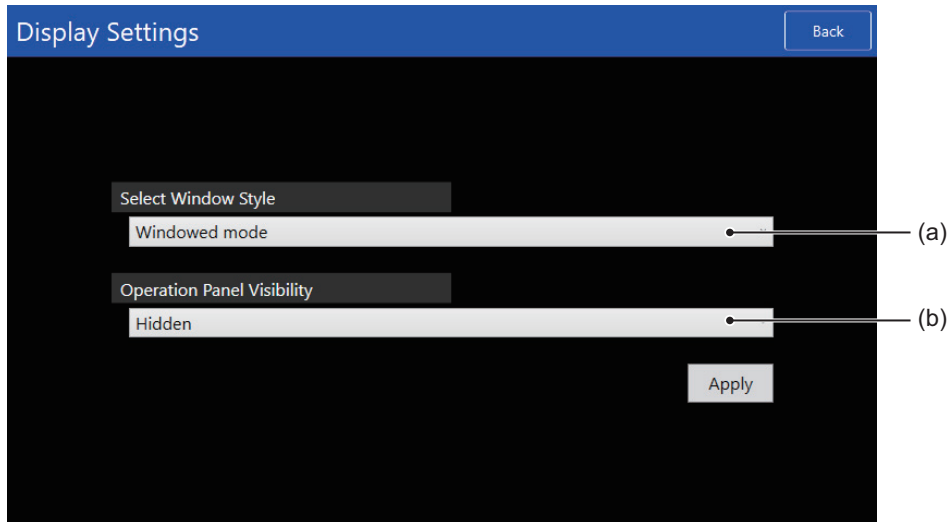 Display Settings
Back
Select Window Style
Windowed mode
(a)
Operation Panel Visibility
Hidden
(b)
Apply